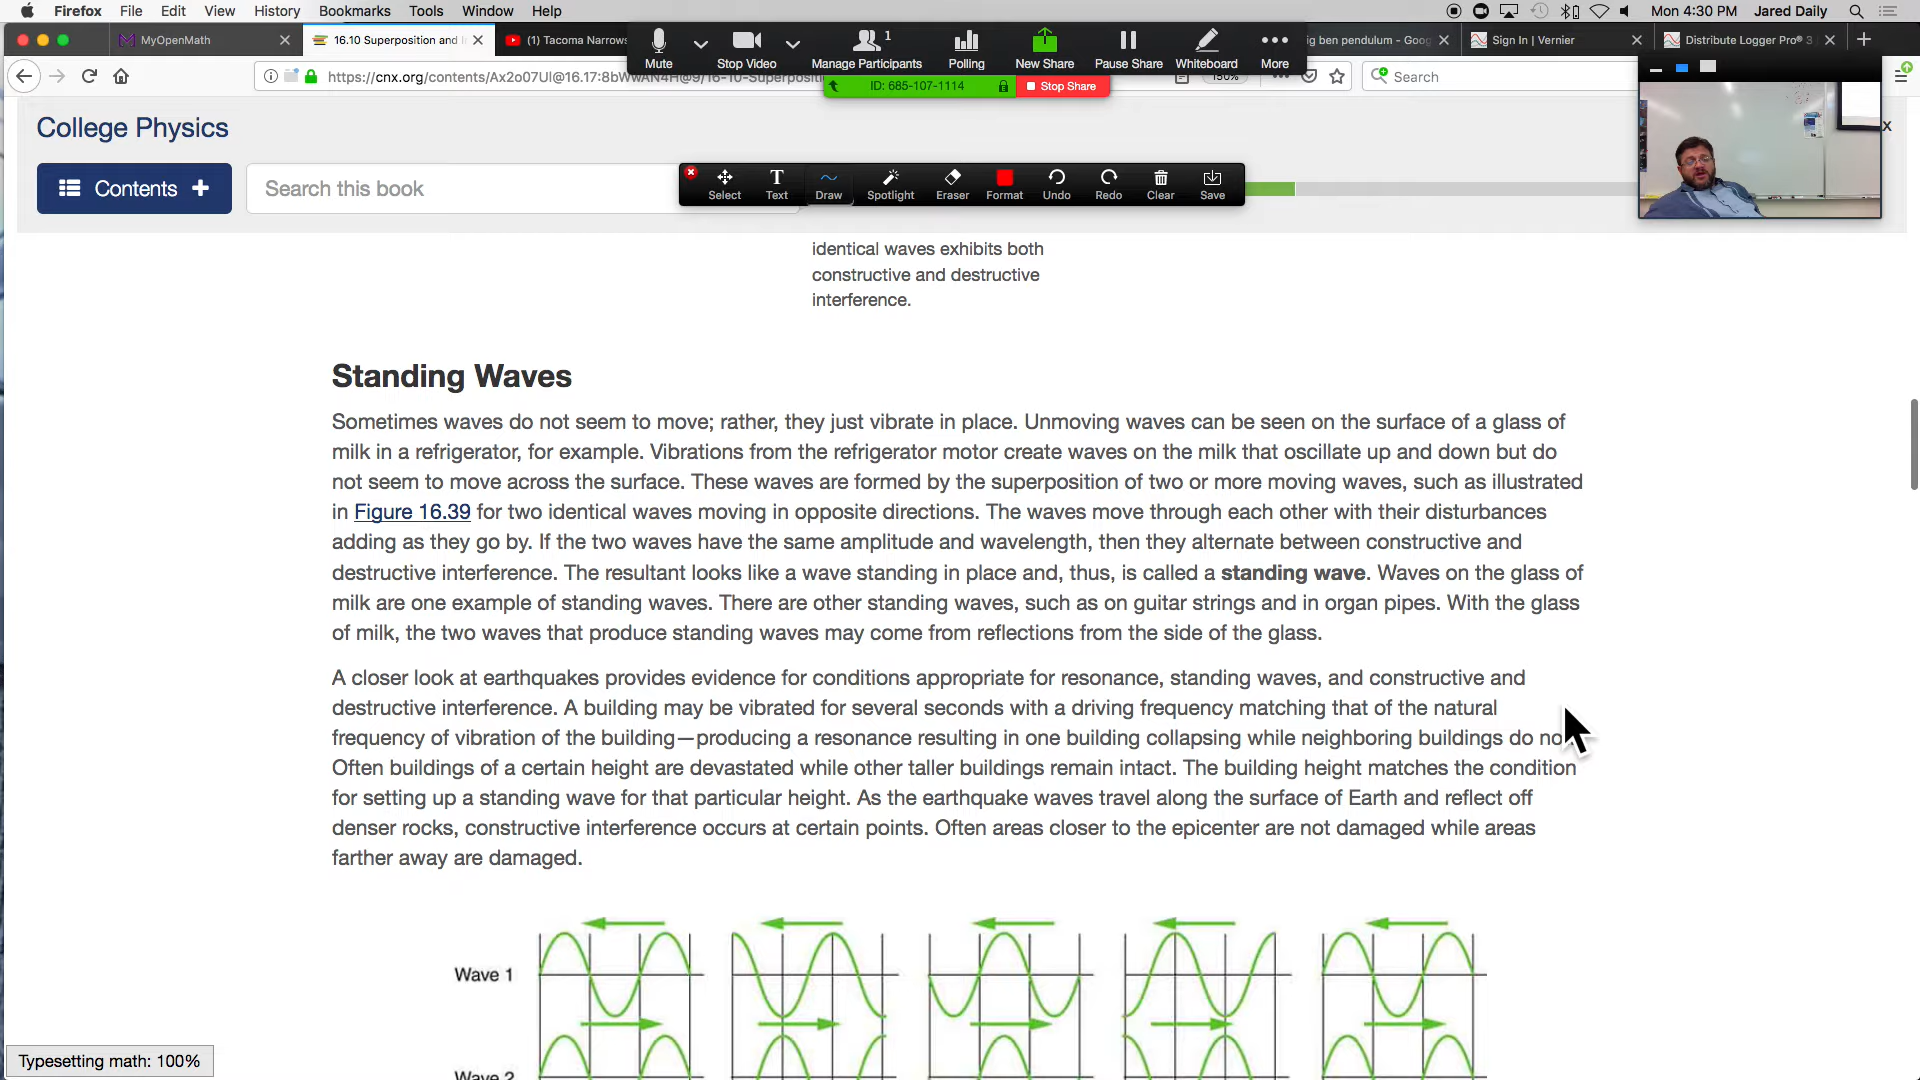 Firefox File Edit View History Bookmarks Tools Window Help Mon 4:30 PM Jared Daily
MyOpenMath 16.10 Superposition and I (1) Tacoma Narrows ig ben pendulum - Goog Sign In | Vernier Distribute Logger Pro® 3
Mute Stop Video 1 Manage Participants Polling New Share Pause Share Whiteboard More
https://cnx.org/contents/Ax2o07Ul@16.17:8bWwAN4H@9/16-10-Superpositi 150% Search
ID: 685-107-1114 Stop Share
College Physics
Contents Search this book
Select Text Draw Spotlight Eraser Format Undo Redo Clear Save
identical waves exhibits both
constructive and destructive
interference.
Standing Waves
Sometimes waves do not seem to move; rather, they just vibrate in place. Unmoving waves can be seen on the surface of a glass of
milk in a refrigerator, for example. Vibrations from the refrigerator motor create waves on the milk that oscillate up and down but do
not seem to move across the surface. These waves are formed by the superposition of two or more moving waves, such as illustrated
in Figure 16.39 for two identical waves moving in opposite directions. The waves move through each other with their disturbances
adding as they go by. If the two waves have the same amplitude and wavelength, then they alternate between constructive and
destructive interference. The resultant looks like a wave standing in place and, thus, is called a standing wave. Waves on the glass of
milk are one example of standing waves. There are other standing waves, such as on guitar strings and in organ pipes. With the glass
of milk, the two waves that produce standing waves may come from reflections from the side of the glass.
A closer look at earthquakes provides evidence for conditions appropriate for resonance, standing waves, and constructive and
destructive interference. A building may be vibrated for several seconds with a driving frequency matching that of the natural
frequency of vibration of the building—producing a resonance resulting in one building collapsing while neighboring buildings do no
Often buildings of a certain height are devastated while other taller buildings remain intact. The building height matches the condition
for setting up a standing wave for that particular height. As the earthquake waves travel along the surface of Earth and reflect off
denser rocks, constructive interference occurs at certain points. Often areas closer to the epicenter are not damaged while areas
farther away are damaged.
Wave 1
Wave 2
Typesetting math: 100%